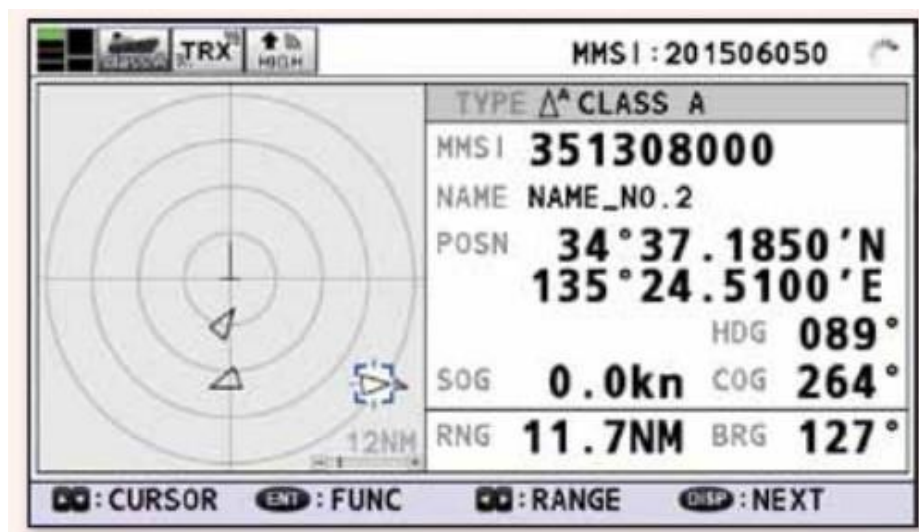 TRX HIGH MMSI:201506050
TYPE A CLASS A
MMSI 351308000
NAME NAME_NO.2
POSN 34°37.1850'N
135°24.5100'E
HDG 089°
SOG 0.0kn COG 264°
12NM RNG 11.7NM BRG 127°
:CURSOR ENT:FUNC :RANGE DISP:NEXT